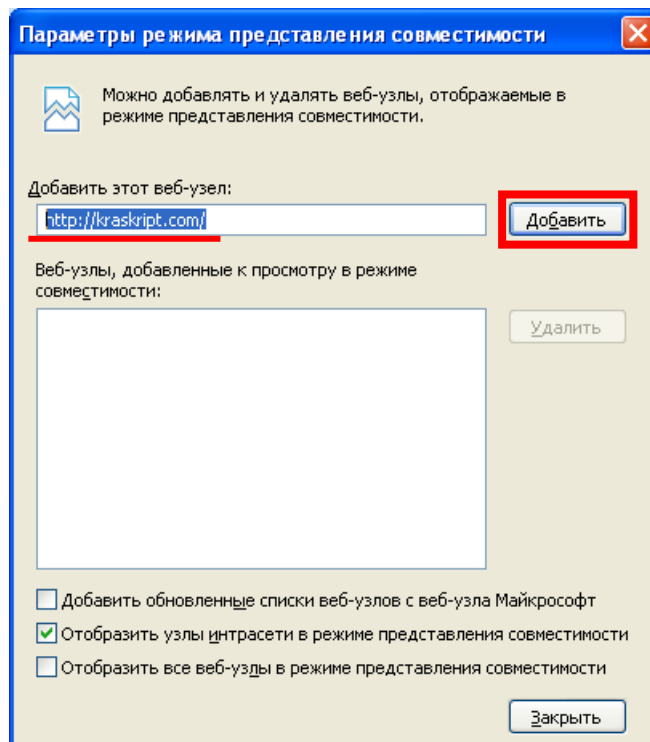 Параметры режима представления совместимости
Можно добавлять и удалять веб-узлы, отображаемые в
режиме представления совместимости.
Добавить этот веб-узел:
http://kraskript.com/
Добавить
Веб-узлы, добавленные к просмотру в режиме
совместимости:
Удалить
Добавить обновленные списки веб-узлов с веб-узла Майкрософт
Отобразить узлы интрасети в режиме представления совместимости
Отобразить все веб-узлы в режиме представления совместимости
Закрыть